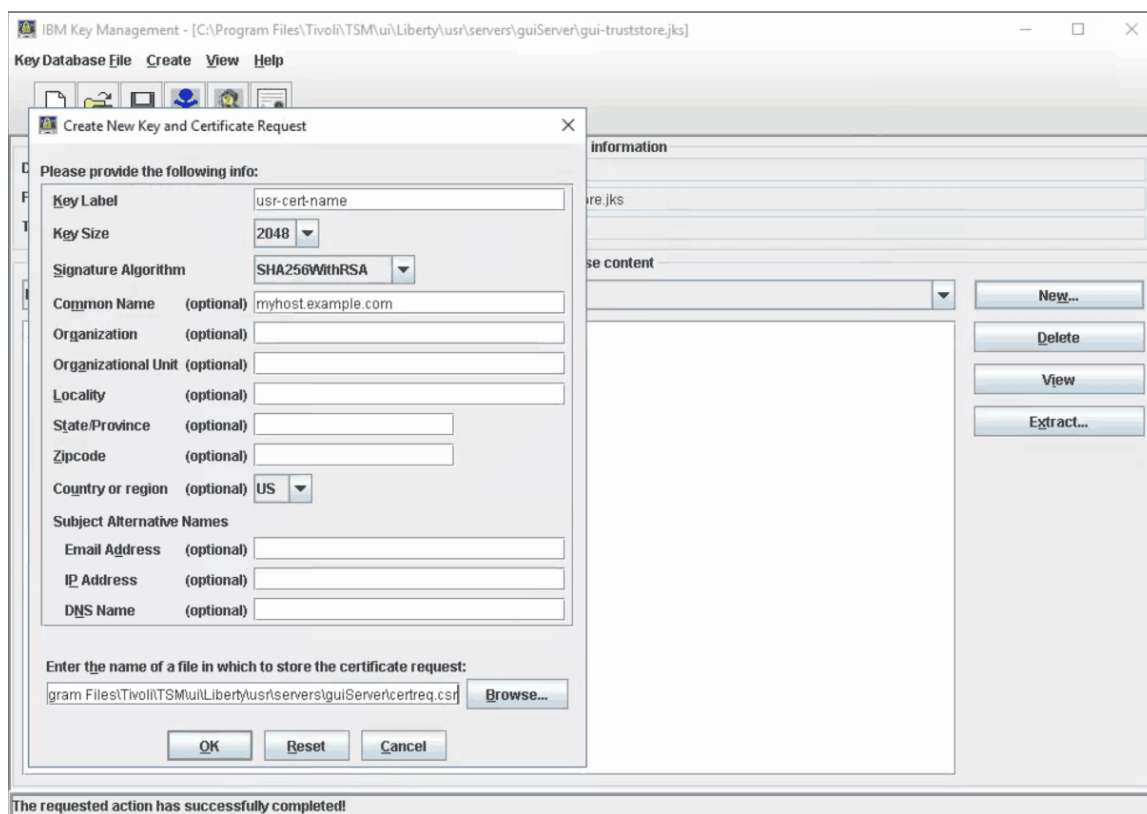 IBM Key Management - [C:\Program Files\Tivoli\TSM\ui\Liberty\usr\servers\guiServer\gui-truststore.jks]
Key Database File Create View Help
Create New Key and Certificate Request
information
Please provide the following info:
Key Label usr-cert-name
re.jks
Key Size 2048
Signature Algorithm SHA256WithRSA
content
Common Name (optional) myhost.example.com
New...
Organization (optional)
Delete
Organizational Unit (optional)
Locality (optional)
View
State/Province (optional)
Extract...
Zipcode (optional)
Country or region (optional) US
Subject Alternative Names
Email Address (optional)
IP Address (optional)
DNS Name (optional)
Enter the name of a file in which to store the certificate request:
gram Files\Tivoli\TSM\ui\Liberty\usr\servers\guiServer\certreq.csr Browse...
OK Reset Cancel
The requested action has successfully completed!